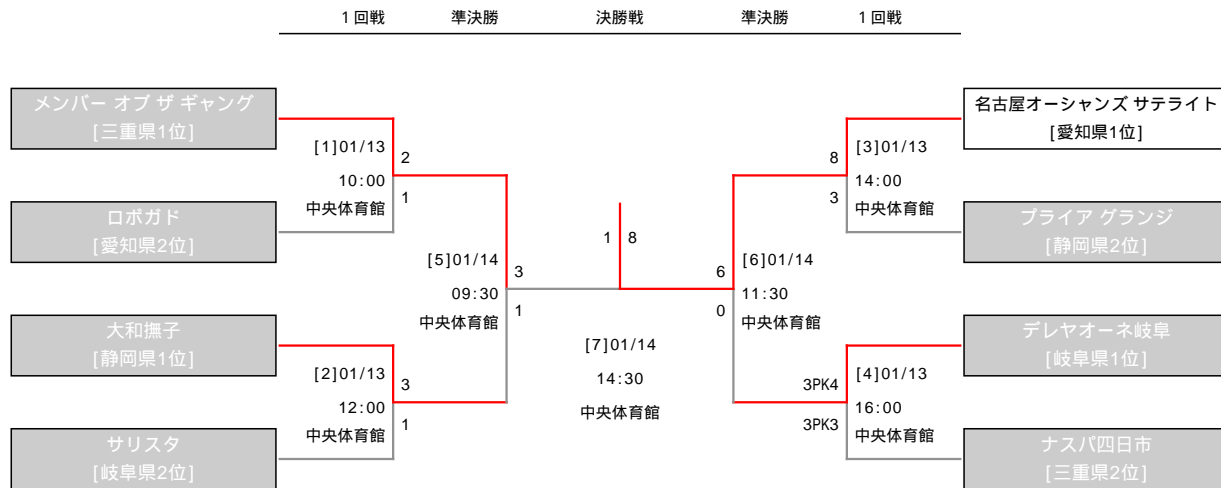 １回戦 準決勝 決勝戦 準決勝 １回戦
メンバー オブ ザ ギャング
[三重県1位]
[1]01/13
10:00
中央体育館
2
1
ロボガド
[愛知県2位]
[5]01/14
09:30
中央体育館
3
1
大和撫子
[静岡県1位]
[2]01/13
12:00
中央体育館
3
1
サリスタ
[岐阜県2位]
1 8
[7]01/14
14:30
中央体育館
名古屋オーシャンズ サテライト
[愛知県1位]
8
3
[3]01/13
14:00
中央体育館
プライア グランジ
[静岡県2位]
6
0
[6]01/14
11:30
中央体育館
デレヤオーネ岐阜
[岐阜県1位]
3PK4
3PK3
[4]01/13
16:00
中央体育館
ナスパ四日市
[三重県2位]